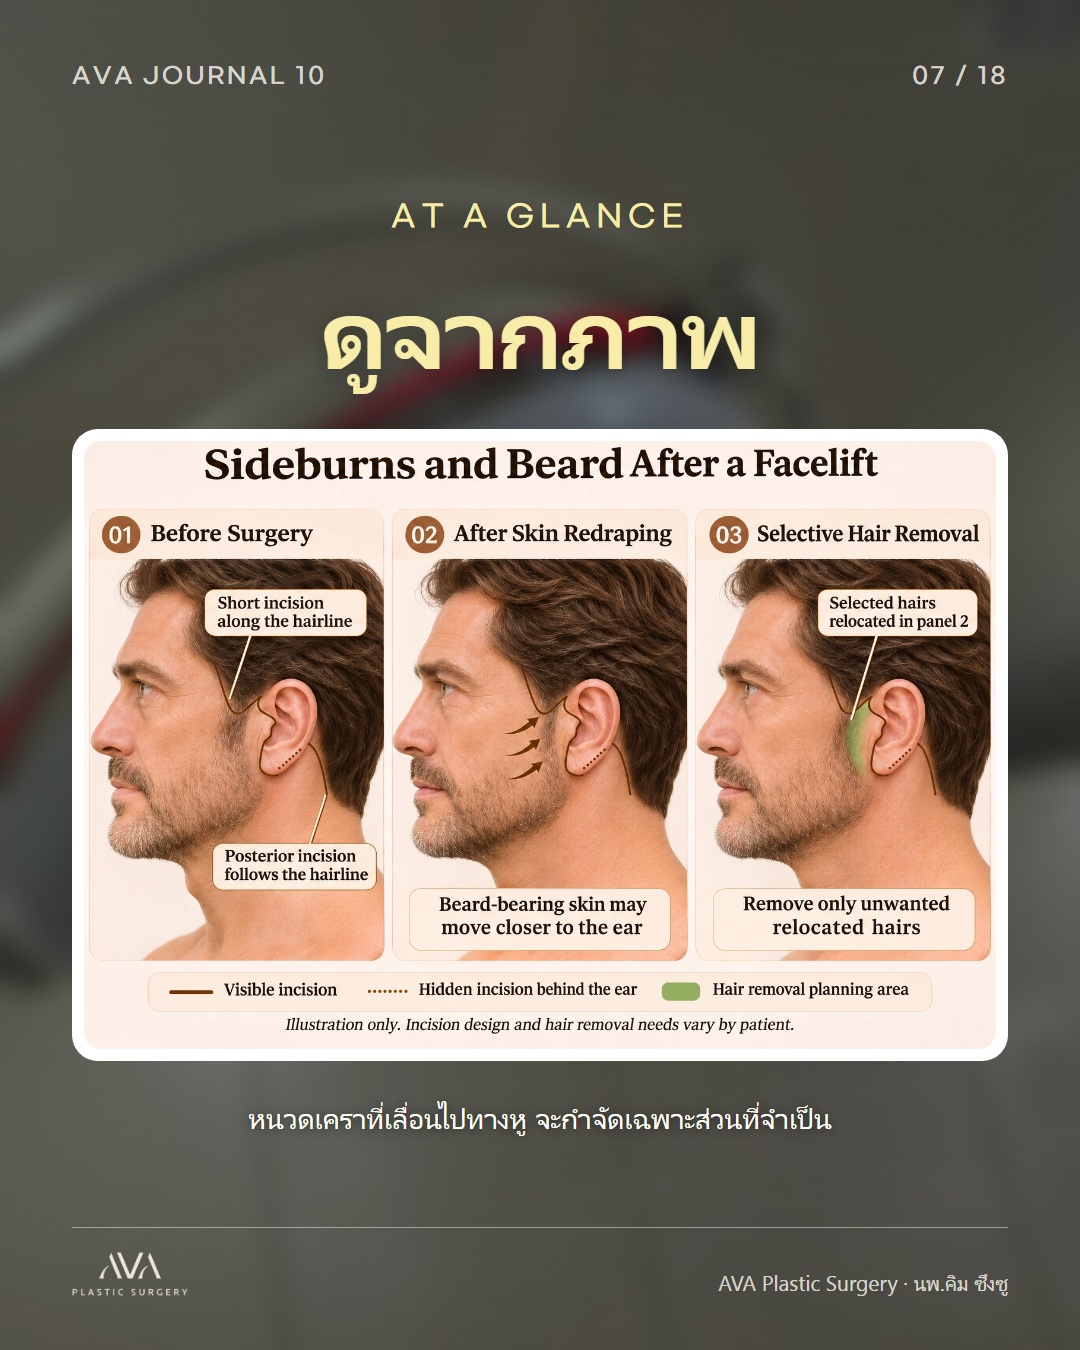 AVA JOURNAL 10
07 / 18
AT A GLANCE
ดูจากภาพ
Sideburns and Beard After a Facelift
01 Before Surgery
Short incision
along the hairline
Posterior incision
follows the hairline
02 After Skin Redraping
Beard-bearing skin may
move closer to the ear
03 Selective Hair Removal
Selected hairs
relocated in panel 2
Remove only unwanted
relocated hairs
Visible incision
Hidden incision behind the ear
Hair removal planning area
Illustration only. Incision design and hair removal needs vary by patient.
หนวดเคราที่เลื่อนไปทางหู จะกำจัดเฉพาะส่วนที่จำเป็น
AVA
PLASTIC SURGERY
AVA Plastic Surgery · นพ.คิม ซึงซู